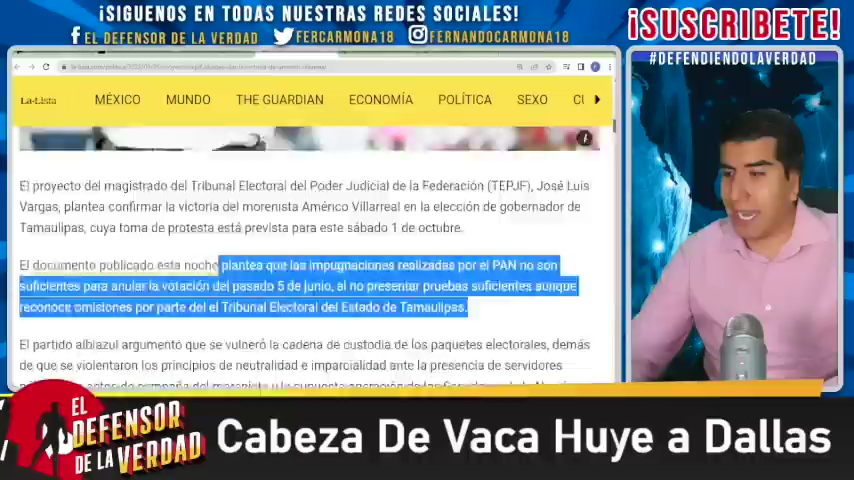 ¡SIGUENOS EN TODAS NUESTRAS REDES SOCIALES!
¡SUSCRIBETE!
EL DEFENSOR DE LA VERDAD
FERCARMONA18
FERNANDOCARMONA18
#DEFENDIENDOLAVERDAD
La-Lista
MÉXICO
MUNDO
THE GUARDIAN
ECONOMÍA
POLÍTICA
SEXO
El proyecto del magistrado del Tribunal Electoral del Poder Judicial de la Federación (TEPJF), José Luis
Vargas, plantea confirmar la victoria del morenista Américo Villarreal en la elección de gobernador de
Tamaulipas, cuya toma de protesta está prevista para este sábado 1 de octubre.
El documento publicado esta noche plantea que las impugnaciones realizadas por el PAN no son
suficientes para anular la votación del pasado 5 de junio, al no presentar pruebas suficientes aunque
reconoce omisiones por parte del el Tribunal Electoral del Estado de Tamaulipas.
El partido albiazul argumentó que se vulneró la cadena de custodia de los paquetes electorales, demás
de que se violentaron los principios de neutralidad e imparcialidad ante la presencia de servidores
EL
DEFENSOR
DE LA VERDAD
Cabeza De Vaca Huye a Dallas